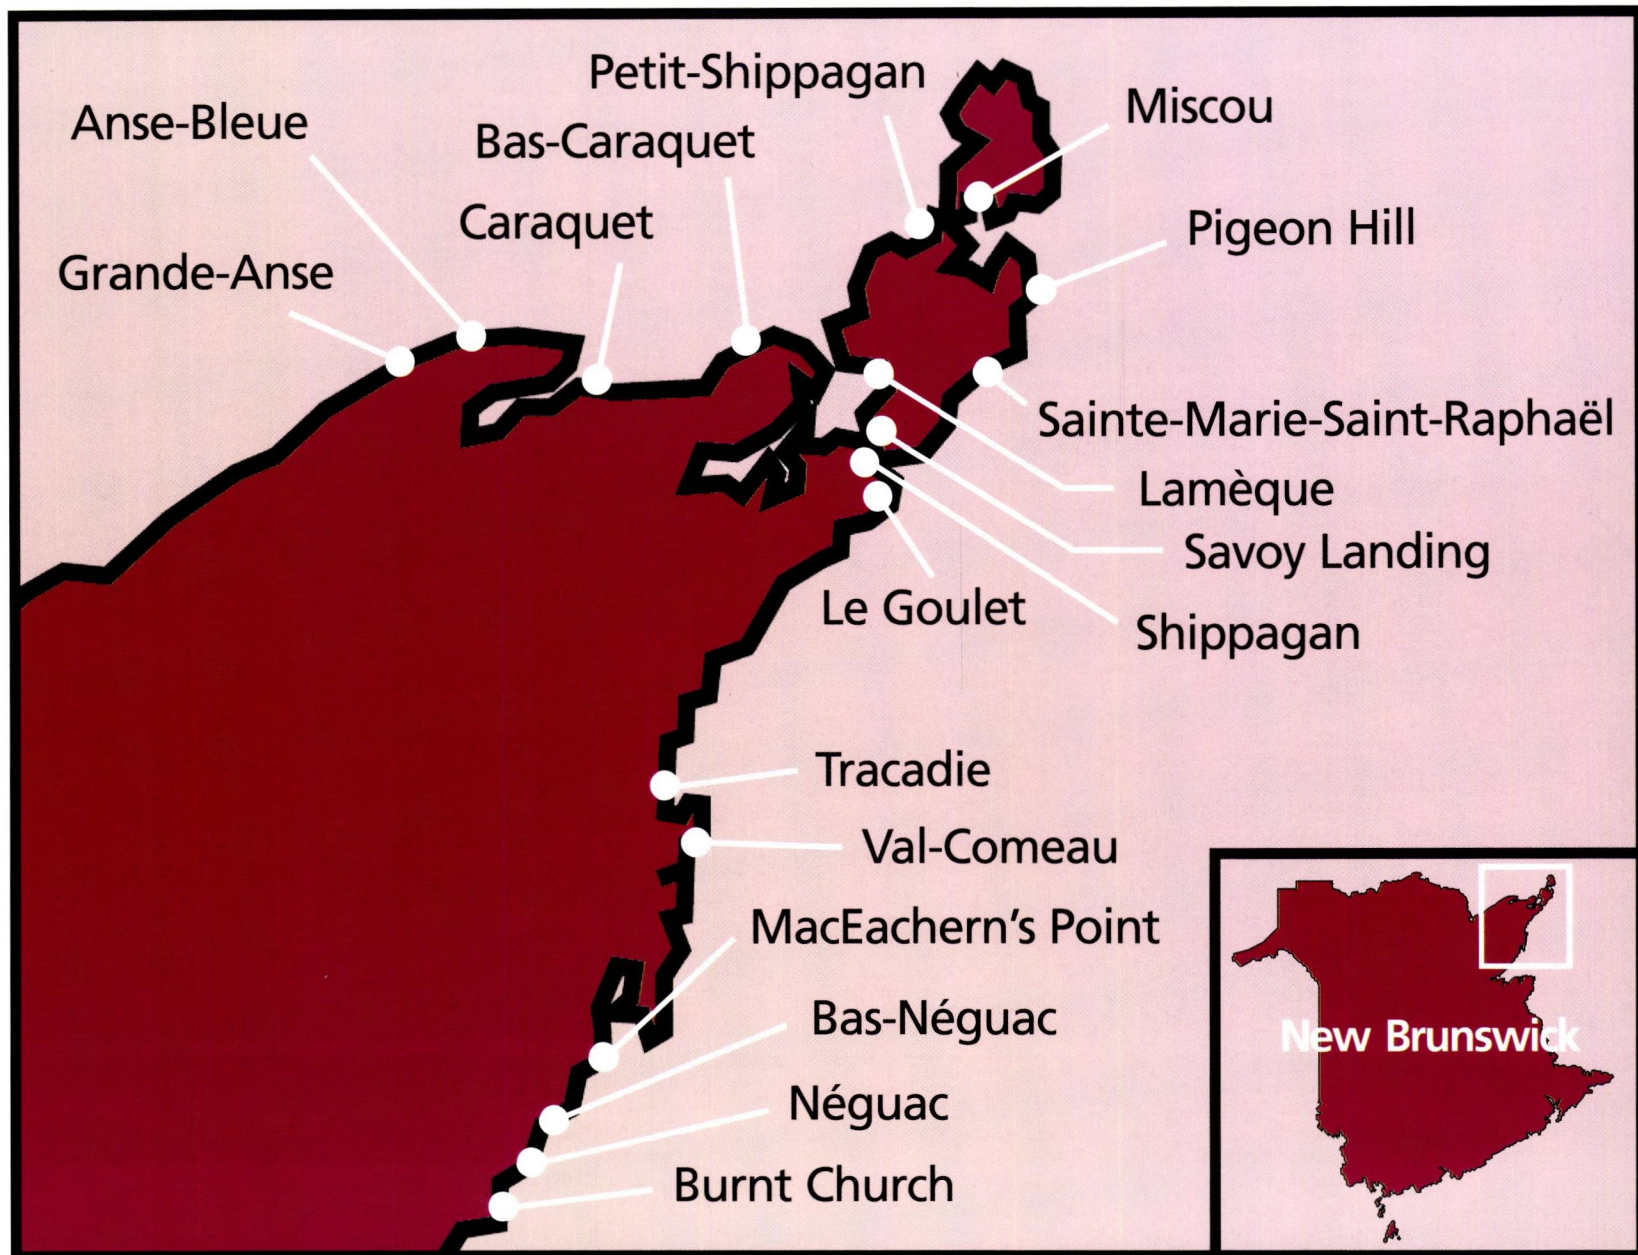 Petit-Shippagan
Miscou
Anse-Bleue
Bas-Caraquet
Caraquet
Pigeon Hill
Grande-Anse
Sainte-Marie-Saint-Raphaël
Lamèque
Savoy Landing
Le Goulet
Shippagan
Tracadie
Val-Comeau
MacEachern’s Point
Bas-Néguac
New Brunswick
Néguac
Burnt Church